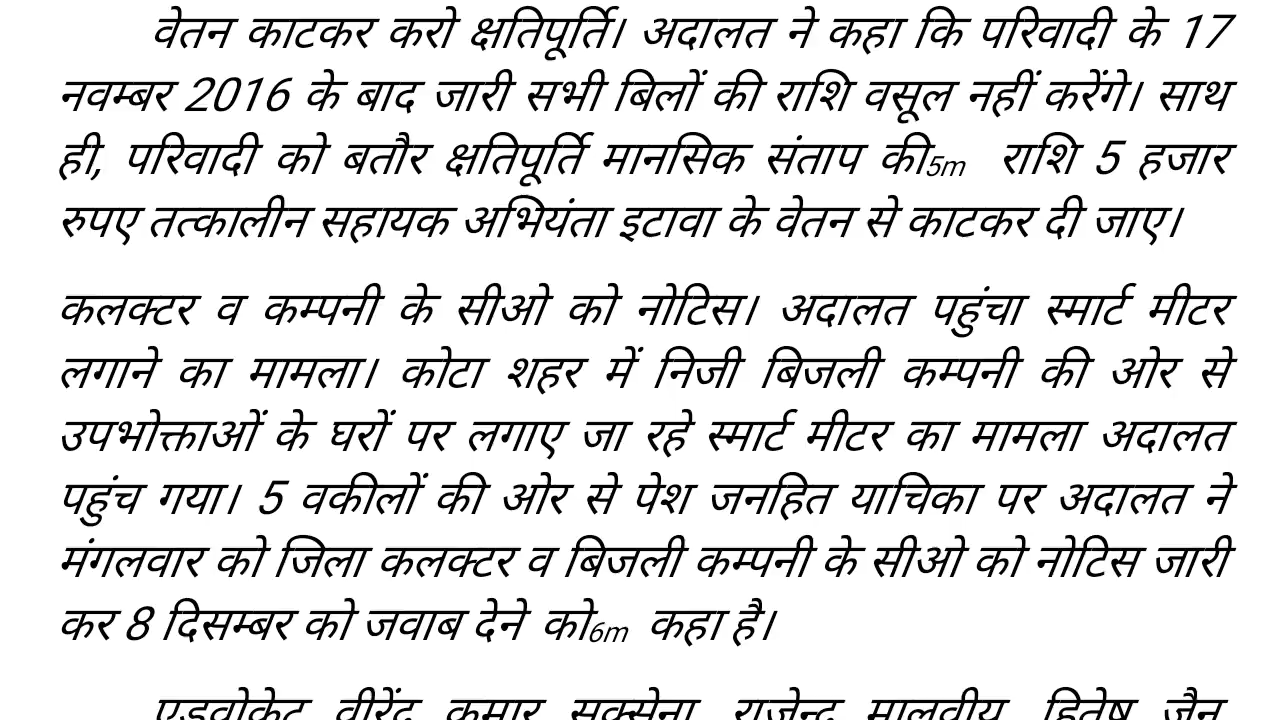 वेतन काटकर करो क्षतिपूर्ति। अदालत ने कहा कि परिवादी के 17
नवम्बर 2016 के बाद जारी सभी बिलों की राशि वसूल नहीं करेंगे। साथ
ही, परिवादी को बतौर क्षतिपूर्ति मानसिक संताप की5m राशि 5 हजार
रुपए तत्कालीन सहायक अभियंता इटावा के वेतन से काटकर दी जाए।
कलक्टर व कम्पनी के सीओ को नोटिस। अदालत पहुंचा स्मार्ट मीटर
लगाने का मामला। कोटा शहर में निजी बिजली कम्पनी की ओर से
उपभोक्ताओं के घरों पर लगाए जा रहे स्मार्ट मीटर का मामला अदालत
पहुंच गया। 5 वकीलों की ओर से पेश जनहित याचिका पर अदालत ने
मंगलवार को जिला कलक्टर व बिजली कम्पनी के सीओ को नोटिस जारी
कर 8 दिसम्बर को जवाब देने को6m कहा है।
एडवोकेट वीरेंद्र कुमार सक्सेना, राजेन्द्र मालवीय, हितेष जैन,